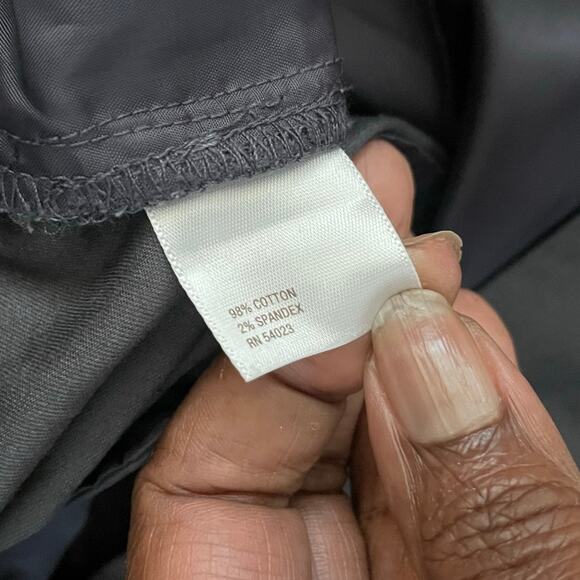 98% COTTON
2% SPANDEX
RN 54023